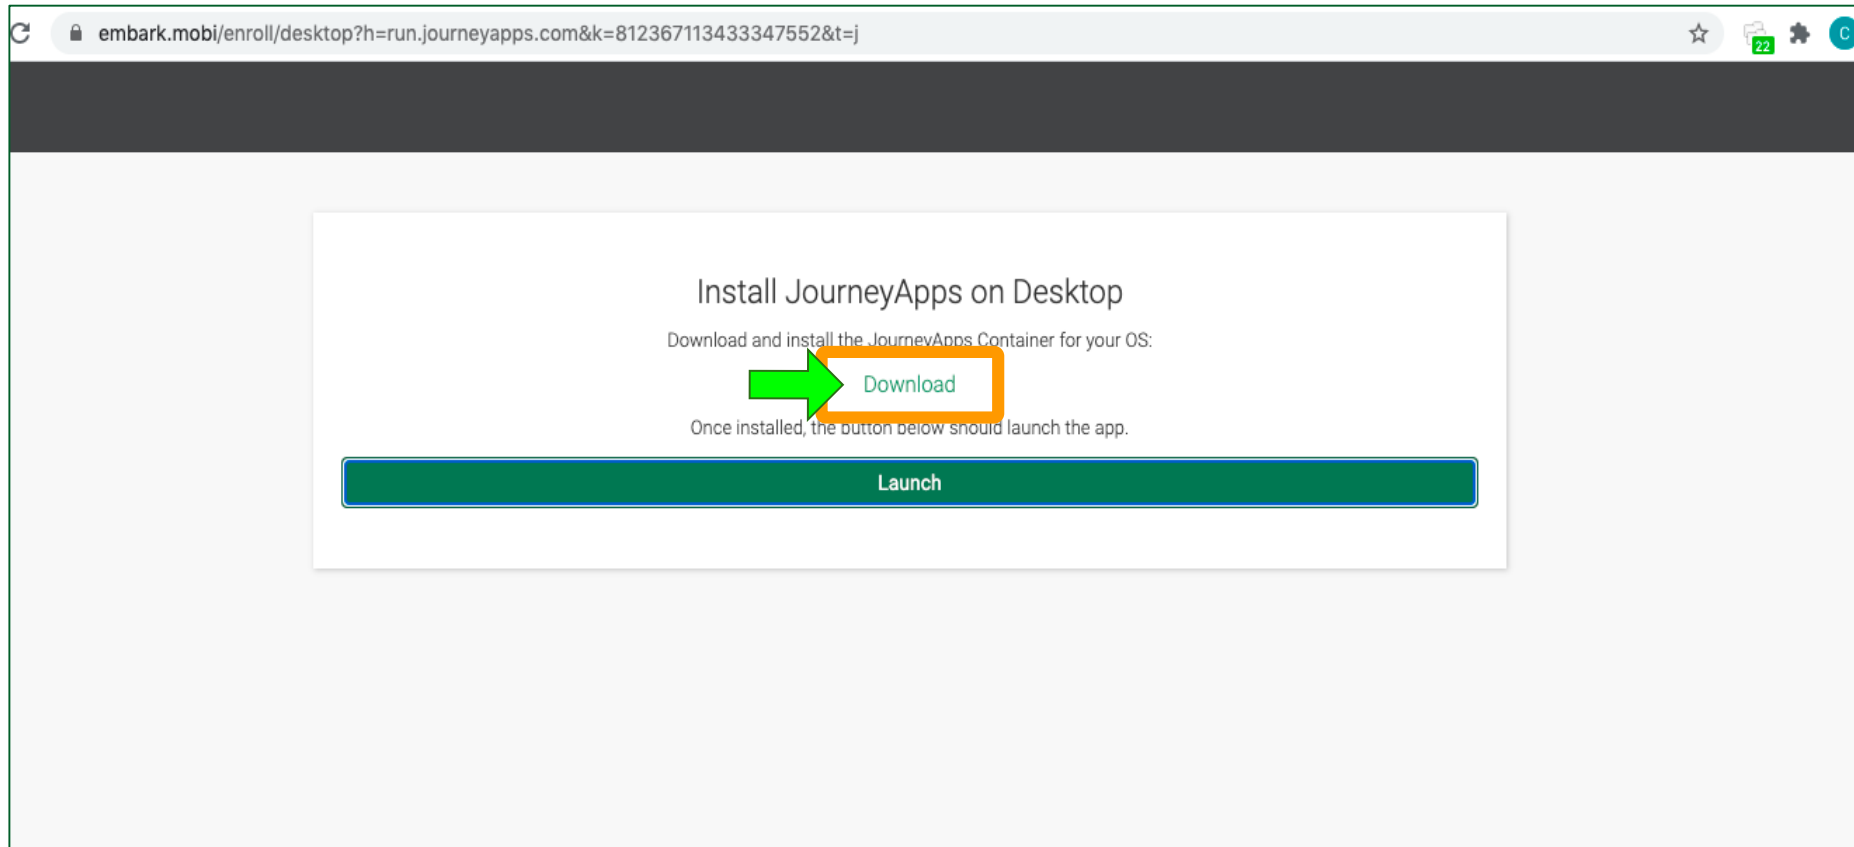 embark.mobi/enroll/desktop?h=run.journeyapps.com&k=812367113433347552&t=j
22
C
Install JourneyApps on Desktop
Download and install the JourneyApps Container for your OS:
Download
Once installed, the button below should launch the app.
Launch